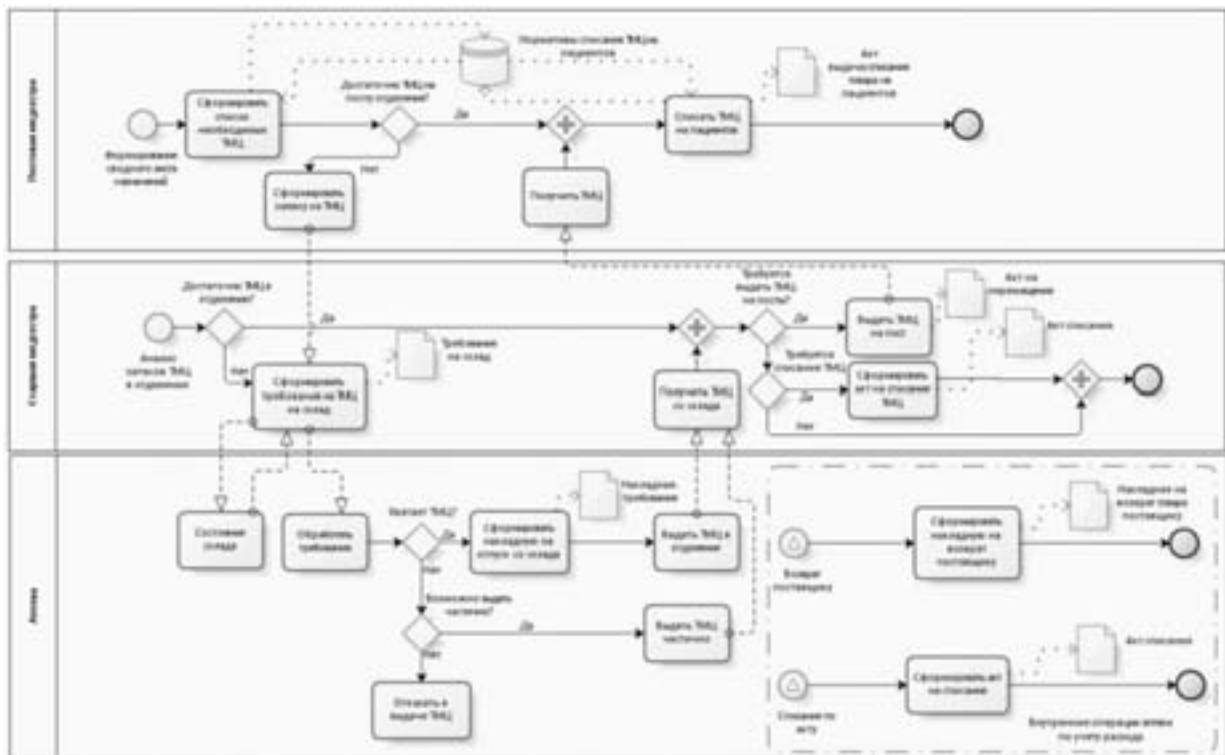 Постовая медсестра
Формирование
сводного листа
назначений
Сформировать
список
необходимых
ТМЦ
Достаточно ТМЦ на
посту отделения?
Да
Нет
Сформировать
заявку на ТМЦ
Нормативы списания ТМЦ на
пациентов
Получить ТМЦ
Списать ТМЦ
на пациентов
Акт
выдачи/списания
товара на
пациентов
Старшая медсестра
Анализ
запасов ТМЦ
в отделении
Достаточно ТМЦ в
отделении?
Да
Нет
Сформировать
требование на ТМЦ
на склад
Требование
на склад
Получить ТМЦ
со склада
Требуется
выдать ТМЦ
на посты?
Да
Выдать ТМЦ
на пост
Акт на
перемещение
Требуется
списание ТМЦ
Да
Нет
Сформировать
акт на списание
ТМЦ
Акт списания
Аптека
Состояние
склада
Обработать
требование
Хватает ТМЦ?
Да
Нет
Сформировать
накладную на
отпуск со склада
Накладная-
требование
Выдать ТМЦ в
отделение
Возможно выдать
частично?
Да
Нет
Выдать ТМЦ
частично
Отказать в
выдаче ТМЦ
Возврат
поставщику
Сформировать
накладную на
возврат
поставщику
Накладная на
возврат товара
поставщику
Списание по
акту
Сформировать акт
на списание
Акт списания
Внутренние операции аптеки
по учету расхода